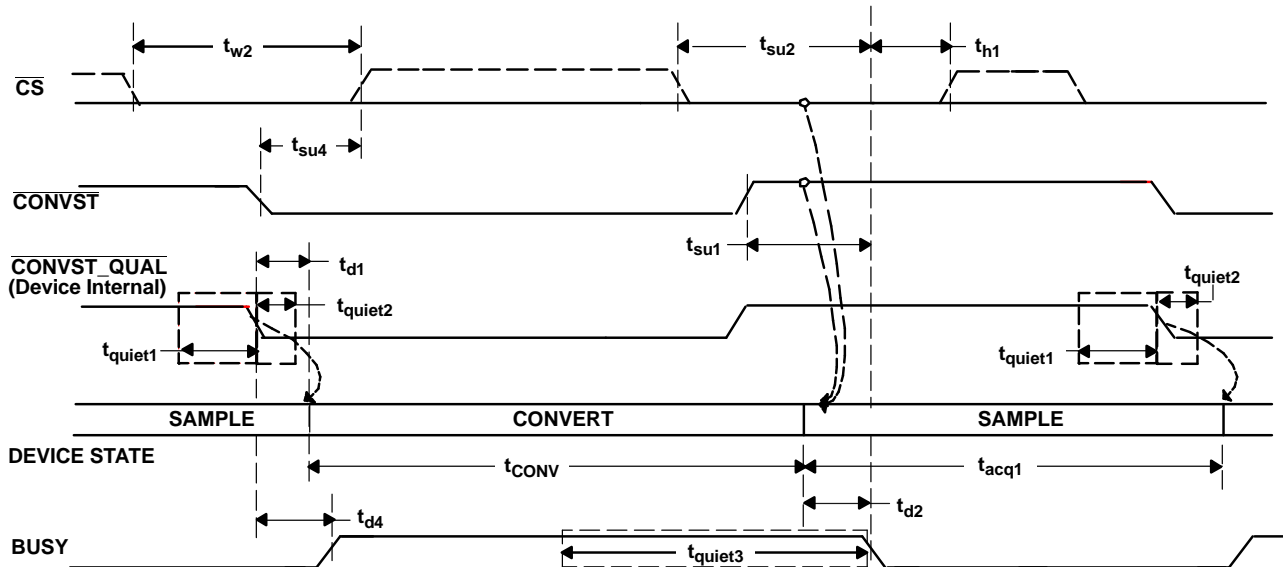 tw2
tsu2
th1
CS
tsu4
CONVST
tsu1
CONVST_QUAL
(Device Internal)
td1
tquiet2
tquiet2
tquiet1
tquiet1
SAMPLE
CONVERT
SAMPLE
DEVICE STATE
tCONV
tacq1
td4
td2
BUSY
tquiet3